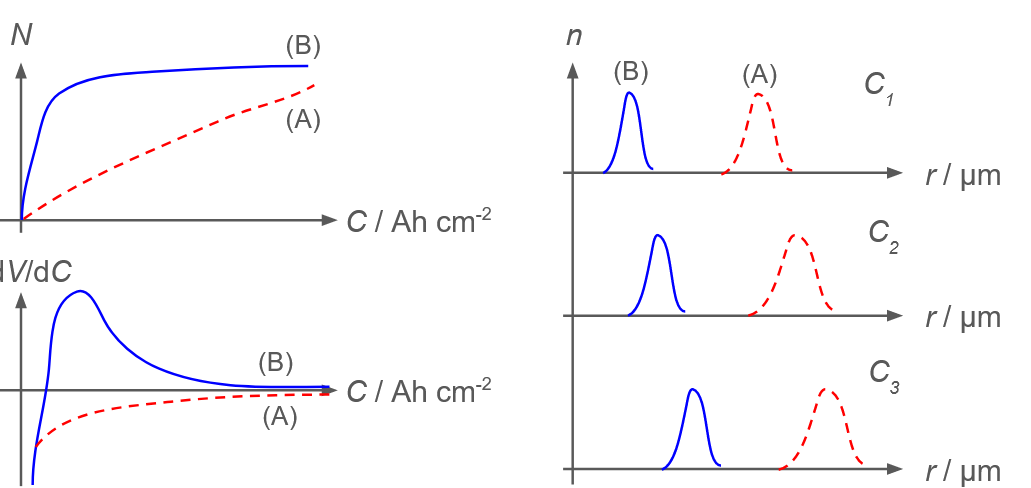 N
(B)
(A)
C / Ah cm-2
dV/dC
(B)
(A)
C / Ah cm-2
n
(B)
(A)
C1
r / µm
C2
r / µm
C3
r / µm